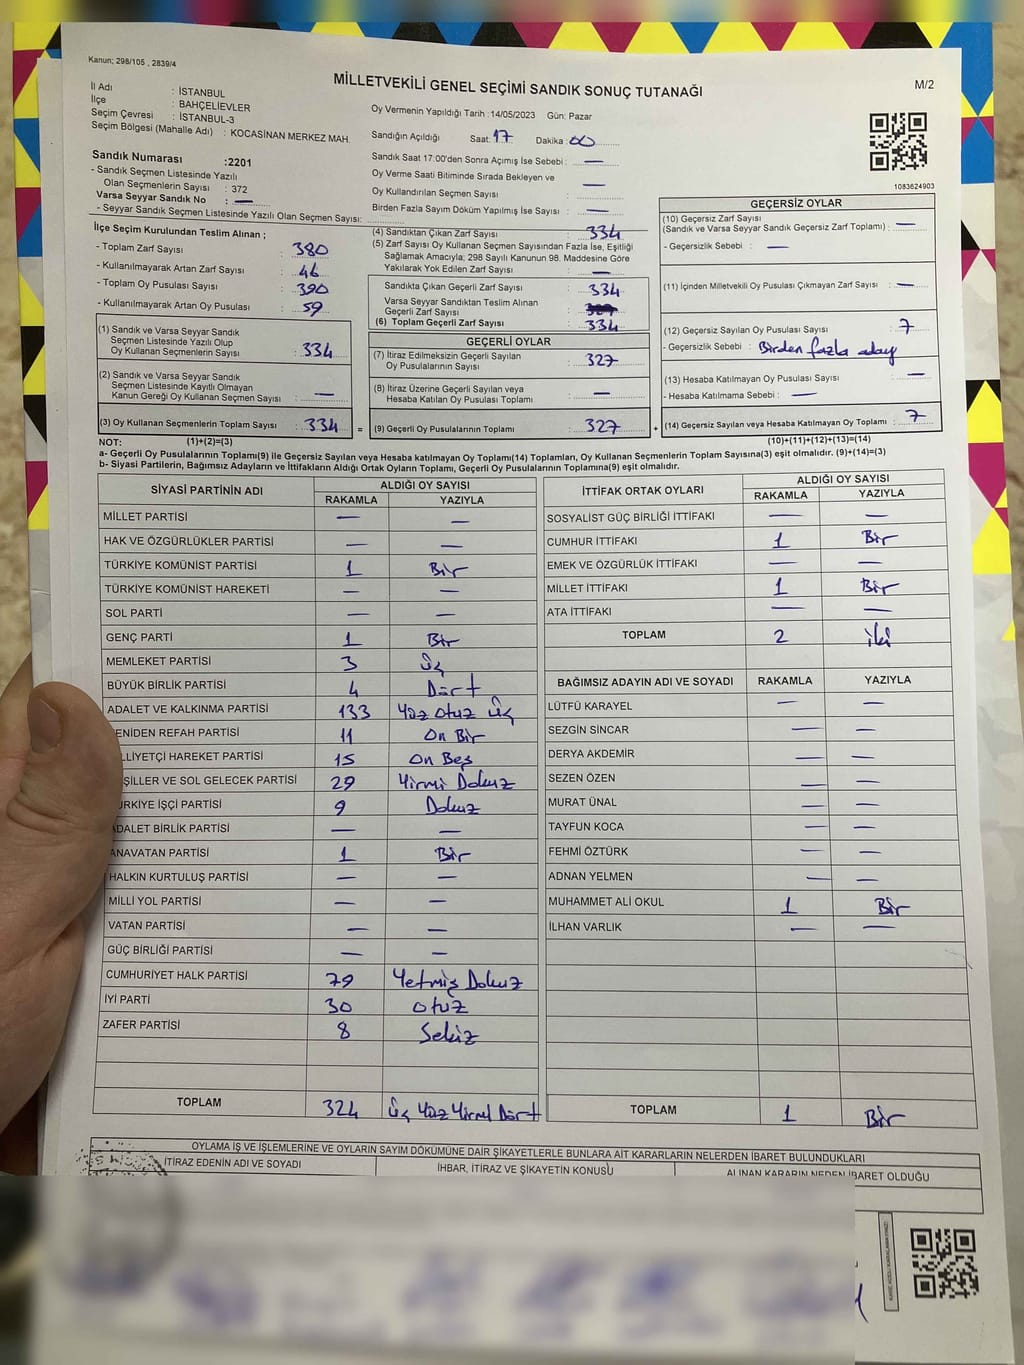 Kanun; 298/105 , 2839/4
MİLLETVEKİLİ GENEL SEÇİMİ SANDIK SONUÇ TUTANAĞI
M/2
İl Adı : İSTANBUL
İlçe : BAHÇELİEVLER
Seçim Çevresi : İSTANBUL-3
Seçim Bölgesi (Mahalle Adı) : KOCASİNAN MERKEZ MAH.
Oy Vermenin Yapıldığı Tarih :14/05/2023 Gün: Pazar
Sandığın Açıldığı Saat: 17 Dakika : 00
Sandık Saat 17:00'den Sonra Açımış İse Sebebi : —
Oy Verme Saati Bitiminde Sırada Bekleyen ve
Oy Kullandırılan Seçmen Sayısı : —
Birden Fazla Sayım Döküm Yapılmış İse Sayısı : —
1083624903
Sandık Numarası :2201
- Sandık Seçmen Listesinde Yazılı
Olan Seçmenlerin Sayısı : 372
Varsa Seyyar Sandık No : —
- Seyyar Sandık Seçmen Listesinde Yazılı Olan Seçmen Sayısı:
İlçe Seçim Kurulundan Teslim Alınan ;
- Toplam Zarf Sayısı : 380
- Kullanılmayarak Artan Zarf Sayısı : 46
- Toplam Oy Pusulası Sayısı : 390
- Kullanılmayarak Artan Oy Pusulası : 59
(1) Sandık ve Varsa Seyyar Sandık
Seçmen Listesinde Yazılı Olup
Oy Kullanan Seçmenlerin Sayısı : 334
(2) Sandık ve Varsa Seyyar Sandık
Seçmen Listesinde Kayıtlı Olmayan
Kanun Gereği Oy Kullanan Seçmen Sayısı : —
(3) Oy Kullanan Seçmenlerin Toplam Sayısı : 334 =
(4) Sandıktan Çıkan Zarf Sayısı : 334
(5) Zarf Sayısı Oy Kullanan Seçmen Sayısından Fazla İse, Eşitliği
Sağlamak Amacıyla; 298 Sayılı Kanunun 98. Maddesine Göre
Yakılarak Yok Edilen Zarf Sayısı : —
Sandıkta Çıkan Geçerli Zarf Sayısı : 334
Varsa Seyyar Sandıktan Teslim Alınan
Geçerli Zarf Sayısı :
(6) Toplam Geçerli Zarf Sayısı : 334
GEÇERLİ OYLAR
(7) İtiraz Edilmeksizin Geçerli Sayılan
Oy Pusulalarının Sayısı : 327
(8) İtiraz Üzerine Geçerli Sayılan veya
Hesaba Katılan Oy Pusulası Toplamı : —
(9) Geçerli Oy Pusulalarının Toplamı : 327 +
GEÇERSİZ OYLAR
(10) Geçersiz Zarf Sayısı
(Sandık ve Varsa Seyyar Sandık Geçersiz Zarf Toplamı) : —
- Geçersizlik Sebebi : —
(11) İçinden Milletvekili Oy Pusulası Çıkmayan Zarf Sayısı : —
(12) Geçersiz Sayılan Oy Pusulası Sayısı : 7
- Geçersizlik Sebebi : Birden fazla aday
(13) Hesaba Katılmayan Oy Pusulası Sayısı : —
- Hesaba Katılmama Sebebi : —
(14) Geçersiz Sayılan veya Hesaba Katılmayan Oy Toplamı : 7
NOT: (1)+(2)=(3) (10)+(11)+(12)+(13)=(14)
a- Geçerli Oy Pusulalarının Toplamı(9) ile Geçersiz Sayılan veya Hesaba katılmayan Oy Toplamı(14) Toplamları, Oy Kullanan Seçmenlerin Toplam Sayısına(3) eşit olmalıdır. (9)+(14)=(3)
b- Siyasi Partilerin, Bağımsız Adayların ve İttifakların Aldığı Ortak Oyların Toplamı, Geçerli Oy Pusulalarının Toplamına(9) eşit olmalıdır.
SİYASİ PARTİNİN ADI ALDIĞI OY SAYISI
RAKAMLA YAZIYLA
MİLLET PARTİSİ — —
HAK VE ÖZGÜRLÜKLER PARTİSİ — —
TÜRKİYE KOMÜNİST PARTİSİ 1 Bir
TÜRKİYE KOMÜNİST HAREKETİ — —
SOL PARTİ — —
GENÇ PARTİ 1 Bir
MEMLEKET PARTİSİ 3 üç
BÜYÜK BİRLİK PARTİSİ 4 Dört
ADALET VE KALKINMA PARTİSİ 133 Yüz otuz üç
ENİDEN REFAH PARTİSİ 11 On Bir
LLİYETÇİ HAREKET PARTİSİ 15 On Beş
ŞİLLER VE SOL GELECEK PARTİSİ 29 Yirmi Dokuz
RKİYE İŞÇİ PARTİSİ 9 Dokuz
ADALET BİRLİK PARTİSİ — —
ANAVATAN PARTİSİ 1 Bir
HALKIN KURTULUŞ PARTİSİ — —
MİLLİ YOL PARTİSİ — —
VATAN PARTİSİ — —
GÜÇ BİRLİĞİ PARTİSİ — —
CUMHURİYET HALK PARTİSİ 79 Yetmiş Dokuz
İYİ PARTİ 30 otuz
ZAFER PARTİSİ 8 Sekiz
TOPLAM 324 üç Yüz Yirmi Dört
İTTİFAK ORTAK OYLARI ALDIĞI OY SAYISI
RAKAMLA YAZIYLA
SOSYALİST GÜÇ BİRLİĞİ İTTİFAKI — —
CUMHUR İTTİFAKI 1 Bir
EMEK VE ÖZGÜRLÜK İTTİFAKI — —
MİLLET İTTİFAKI 1 Bir
ATA İTTİFAKI — —
TOPLAM 2 iki
BAĞIMSIZ ADAYIN ADI VE SOYADI RAKAMLA YAZIYLA
LÜTFÜ KARAYEL — —
SEZGİN SİNCAR — —
DERYA AKDEMİR — —
SEZEN ÖZEN — —
MURAT ÜNAL — —
TAYFUN KOCA — —
FEHMİ ÖZTÜRK — —
ADNAN YELMEN — —
MUHAMMET ALİ OKUL 1 Bir
İLHAN VARLIK — —
TOPLAM 1 Bir
OYLAMA İŞ VE İŞLEMLERİNE VE OYLARIN SAYIM DÖKÜMÜNE DAİR ŞİKAYETLERLE BUNLARA AİT KARARLARIN NELERDEN İBARET BULUNDUKLARI
İTİRAZ EDENİN ADI VE SOYADI İHBAR, İTİRAZ VE ŞİKAYETİN KONUSU ALINAN KARARIN NEDEN İBARET OLDUĞU